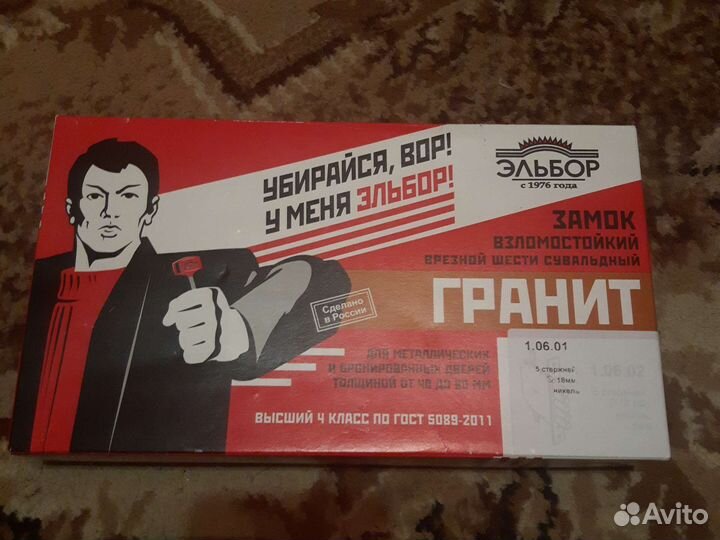 УБИРАЙСЯ, ВОР!
У МЕНЯ ЭЛЬБОР!
ЭЛЬБОР
с 1976 года
ЗАМОК
ВЗЛОМОСТОЙКИЙ
ВРЕЗНОЙ ШЕСТИ СУВАЛЬДНЫЙ
ГРАНИТ
Сделано
в России
ДЛЯ МЕТАЛЛИЧЕСКИХ
И БРОНИРОВАННЫХ ДВЕРЕЙ
ТОЛЩИНОЙ ОТ 40 ДО 80 ММ
ВЫСШИЙ 4 КЛАСС ПО ГОСТ 5089-2011
1.06.01
5 стержней,
18мм
никель
1.06.02
Avito